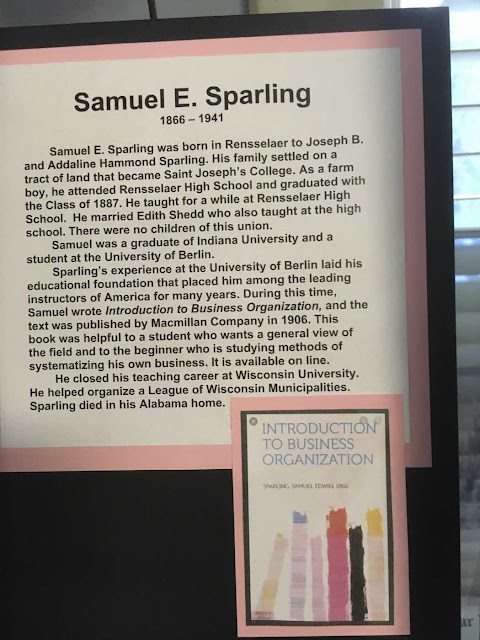 Samuel E. Sparling
1866 – 1941
Samuel E. Sparling was born in Rensselaer to Joseph B.
and Addaline Hammond Sparling. His family settled on a
tract of land that became Saint Joseph's College. As a farm
boy, he attended Rensselaer High School and graduated with
the Class of 1887. He taught for a while at Rensselaer High
School. He married Edith Shedd who also taught at the high
school. There were no children of this union.
Samuel was a graduate of Indiana University and a
student at the University of Berlin.
Sparling's experience at the University of Berlin laid his
educational foundation that placed him among the leading
instructors of America for many years. During this time,
Samuel wrote Introduction to Business Organization, and the
text was published by Macmillan Company in 1906. This
book was helpful to a student who wants a general view of
the field and to the beginner who is studying methods of
systematizing his own business. It is available on line.
He closed his teaching career at Wisconsin University.
He helped organize a League of Wisconsin Municipalities.
Sparling died in his Alabama home.
INTRODUCTION
TO BUSINESS
ORGANIZATION
SPARLING, SAMUEL EDWIN, 1866